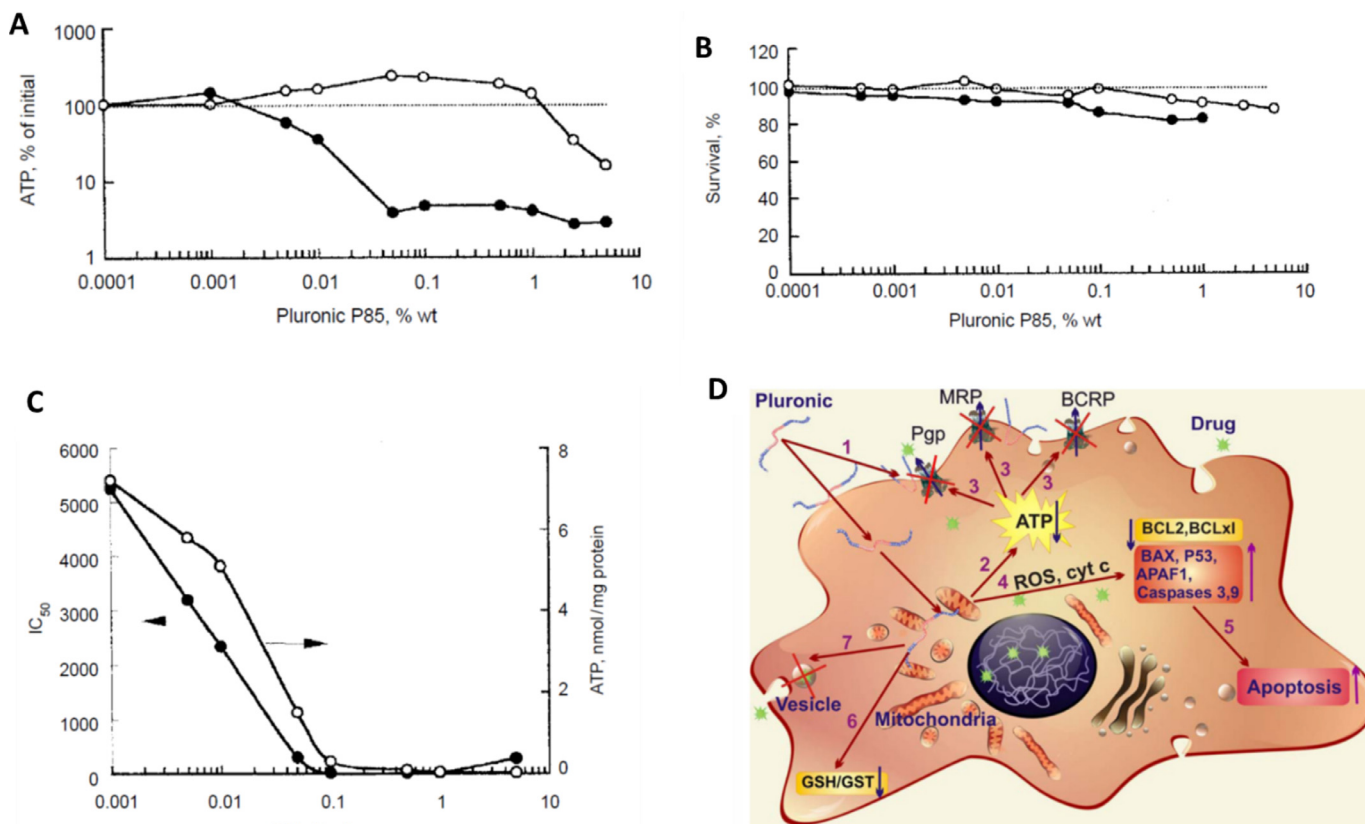 A
1000
100
10
1
ATP, % of initial
0.0001
0.001
0.01
0.1
1
10
Pluronic P85, % wt
B
120
100
80
60
40
20
0
Survival, %
0.0001
0.001
0.01
0.1
1
10
Pluronic P85, % wt
C
6000
5000
4000
3000
2000
1000
0
IC50
8
6
4
2
0
ATP, nmol/mg protein
0.001
0.01
0.1
1
10
D
Pluronic
MRP
BCRP
Drug
Pgp
1
3
3
3
ATP
BCL2,BCLxl
BAX, P53,
APAF1,
Caspases 3,9
2
4
ROS, cyt c
5
7
Apoptosis
Vesicle
6
Mitochondria
GSH/GST